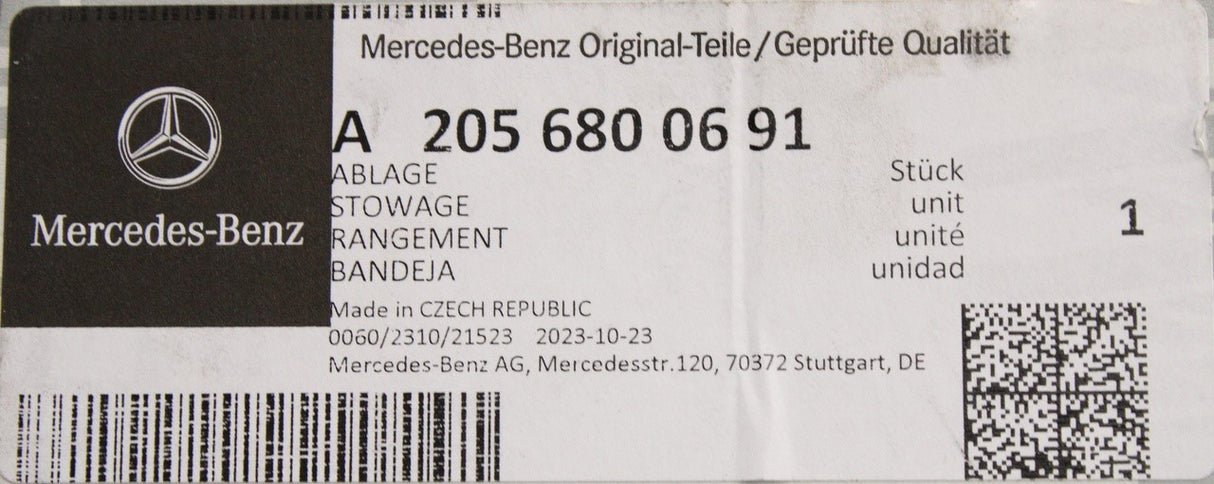 Mercedes-Benz Original-Teile/Geprüfte Qualität
Mercedes-Benz
A 205 680 06 91
ABLAGE Stück
STOWAGE unit
RANGEMENT unité
BANDEJA unidad
1
Made in CZECH REPUBLIC
0060/2310/21523 2023-10-23
Mercedes-Benz AG, Mercedesstr.120, 70372 Stuttgart, DE